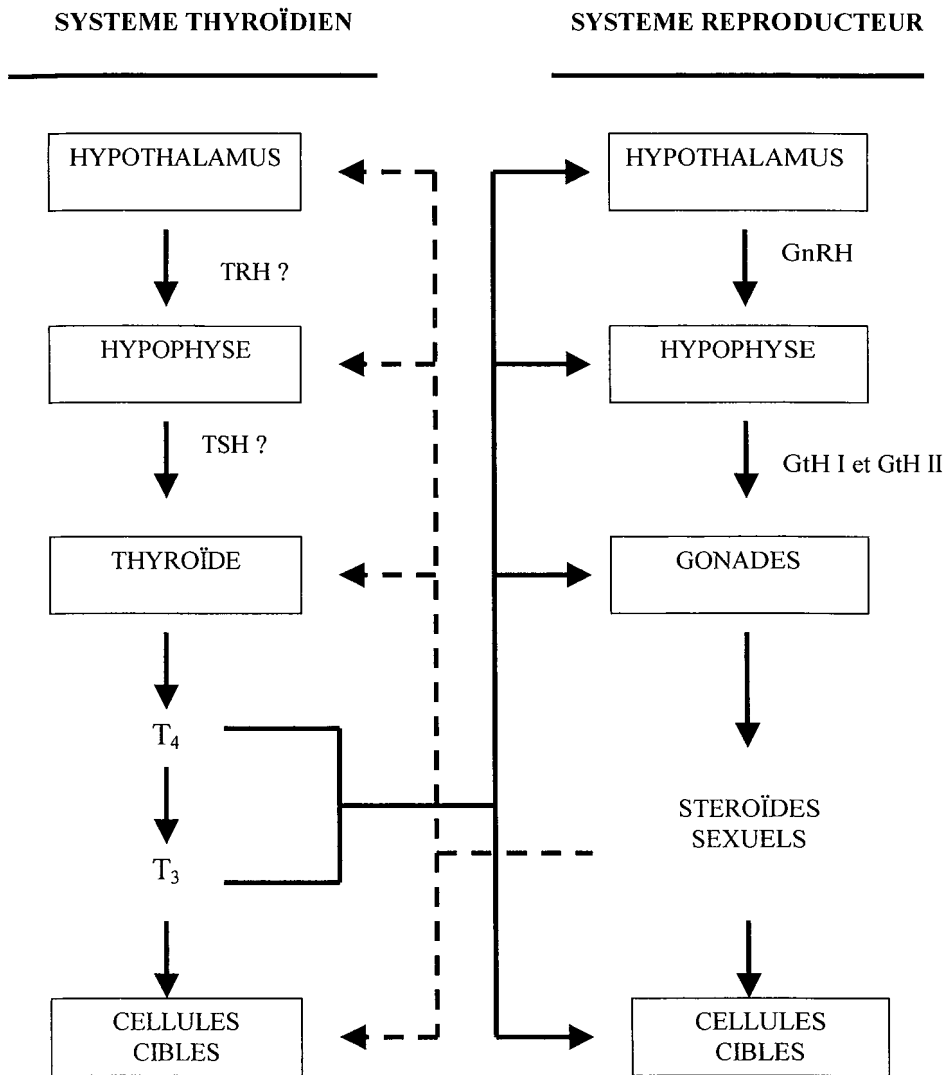 SYSTEME THYROÏDIEN
SYSTEME REPRODUCTEUR
HYPOTHALAMUS
HYPOTHALAMUS
TRH ?
GnRH
HYPOPHYSE
HYPOPHYSE
TSH ?
GtH I et GtH II
THYROÏDE
GONADES
T₄
STEROÏDES
SEXUELS
T₃
CELLULES
CIBLES
CELLULES
CIBLES